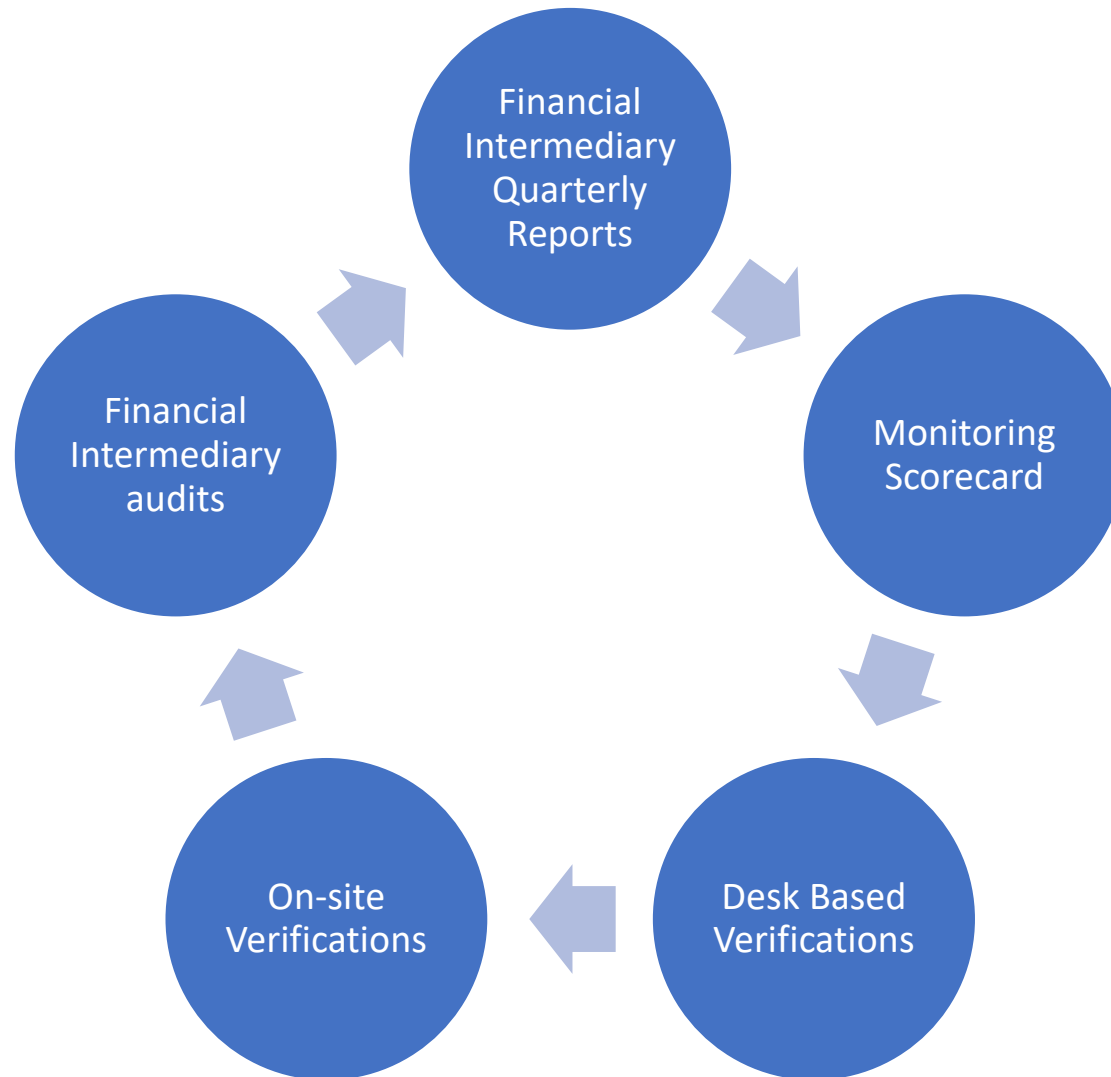 Financial
Intermediary
Quarterly
Reports
Monitoring
Scorecard
Desk Based
Verifications
On-site
Verifications
Financial
Intermediary
audits